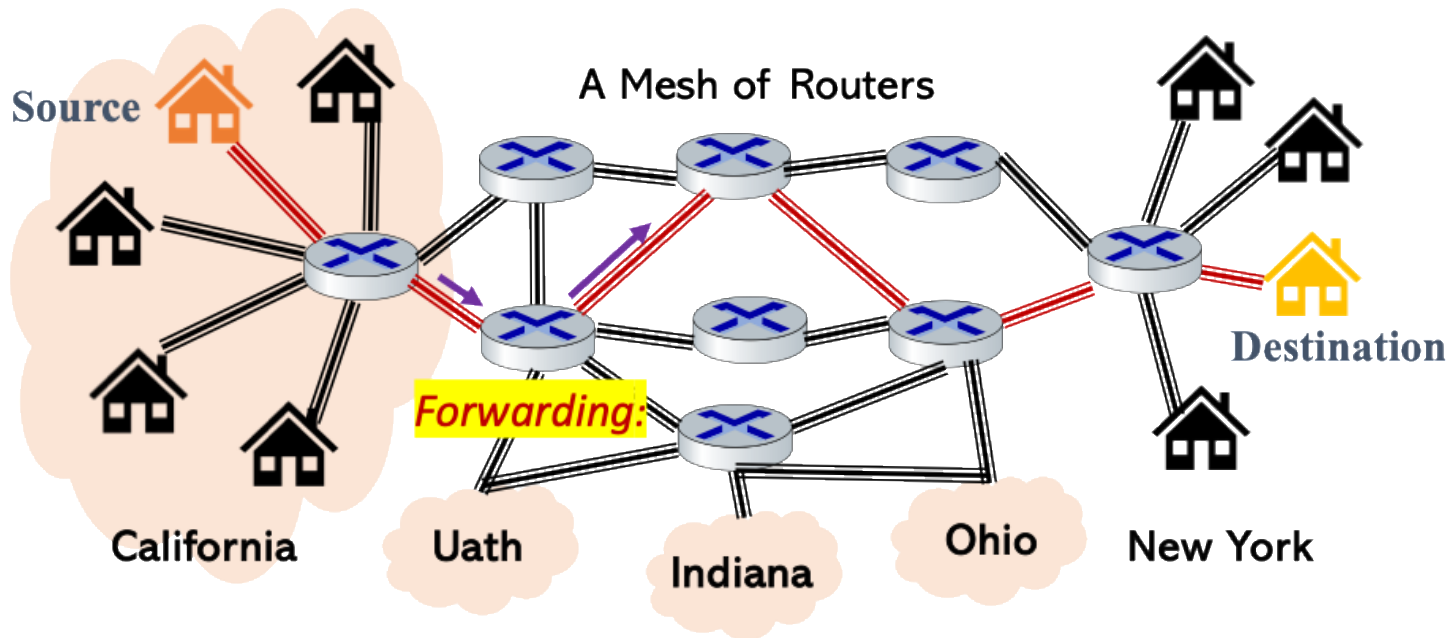 A Mesh of Routers
Source
Destination
Forwarding:
California
Uath
Indiana
Ohio
New York